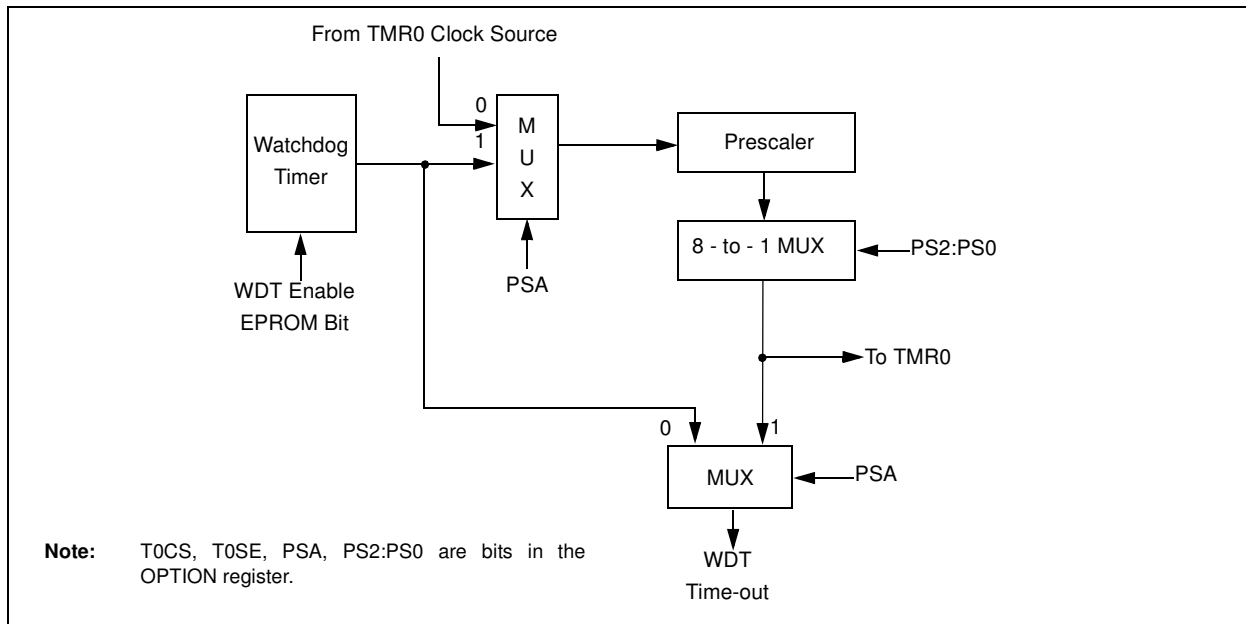 From TMR0 Clock Source
0
1
M
U
X
Watchdog
Timer
Prescaler
8 - to - 1 MUX
PS2:PS0
PSA
WDT Enable
EPROM Bit
To TMR0
0
1
MUX
PSA
WDT
Time-out
Note: T0CS, T0SE, PSA, PS2:PS0 are bits in the
OPTION register.